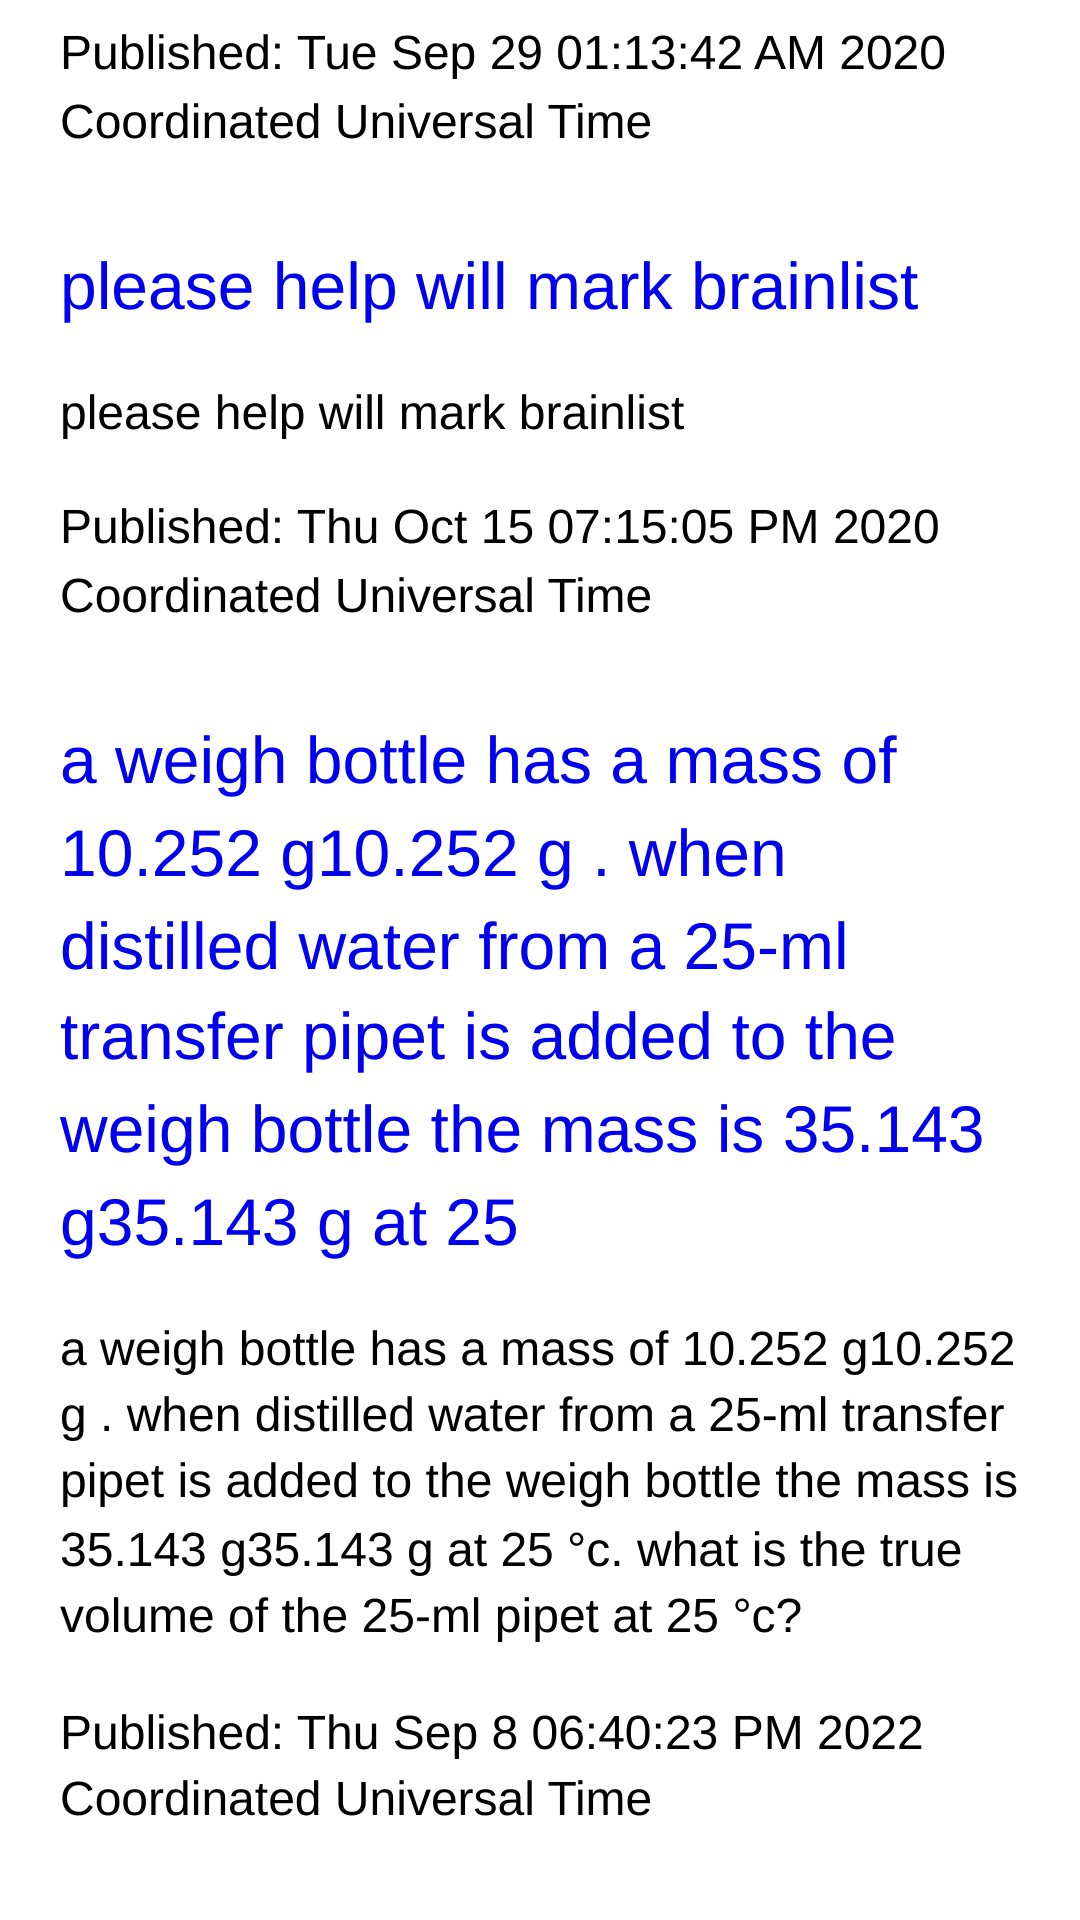 Published: Tue Sep 29 01:13:42 AM 2020
Coordinated Universal Time
please help will mark brainlist
please help will mark brainlist
Published: Thu Oct 15 07:15:05 PM 2020
Coordinated Universal Time
a weigh bottle has a mass of
10.252 g10.252 g . when
distilled water from a 25-ml
transfer pipet is added to the
weigh bottle the mass is 35.143
g35.143 g at 25
a weigh bottle has a mass of 10.252 g10.252
g . when distilled water from a 25-ml transfer
pipet is added to the weigh bottle the mass is
35.143 g35.143 g at 25 °c. what is the true
volume of the 25-ml pipet at 25 °c?
Published: Thu Sep 8 06:40:23 PM 2022
Coordinated Universal Time